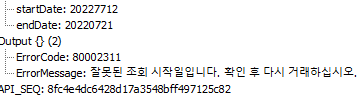 startDate: 20227712
endDate: 20220721
Output {} (2)
ErrorCode: 80002311
ErrorMessage: 잘못된 조회 시작일입니다. 확인 후 다시 거래하십시오.
API_SEQ: 8fc4e4dc6428d17a3548bff497125c82